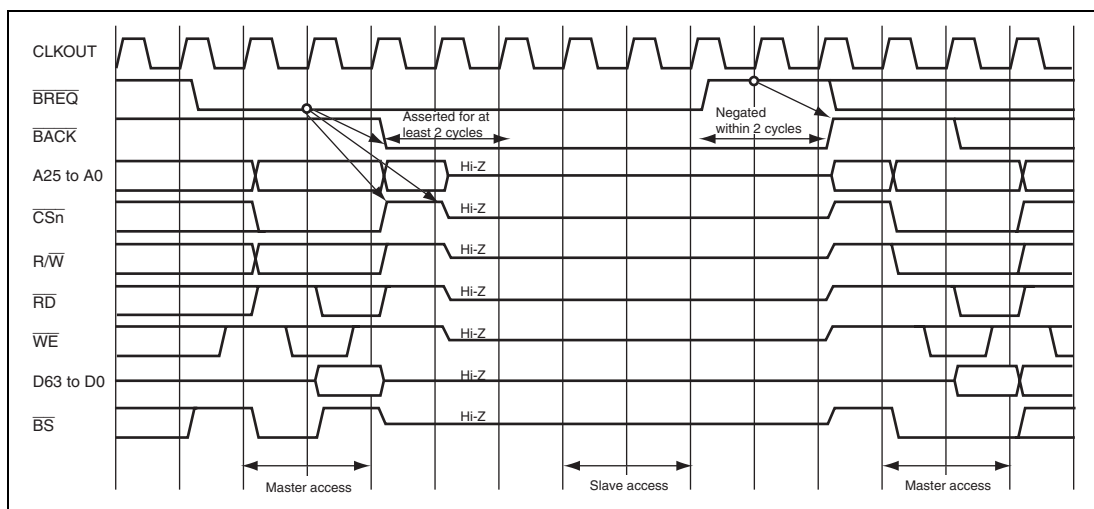 CLKOUT
BREQ
Asserted for at
least 2 cycles
Negated
within 2 cycles
BACK
A25 to A0
Hi-Z
CSn
Hi-Z
R/W
Hi-Z
RD
Hi-Z
WE
Hi-Z
D63 to D0
Hi-Z
BS
Hi-Z
Master access
Slave access
Master access